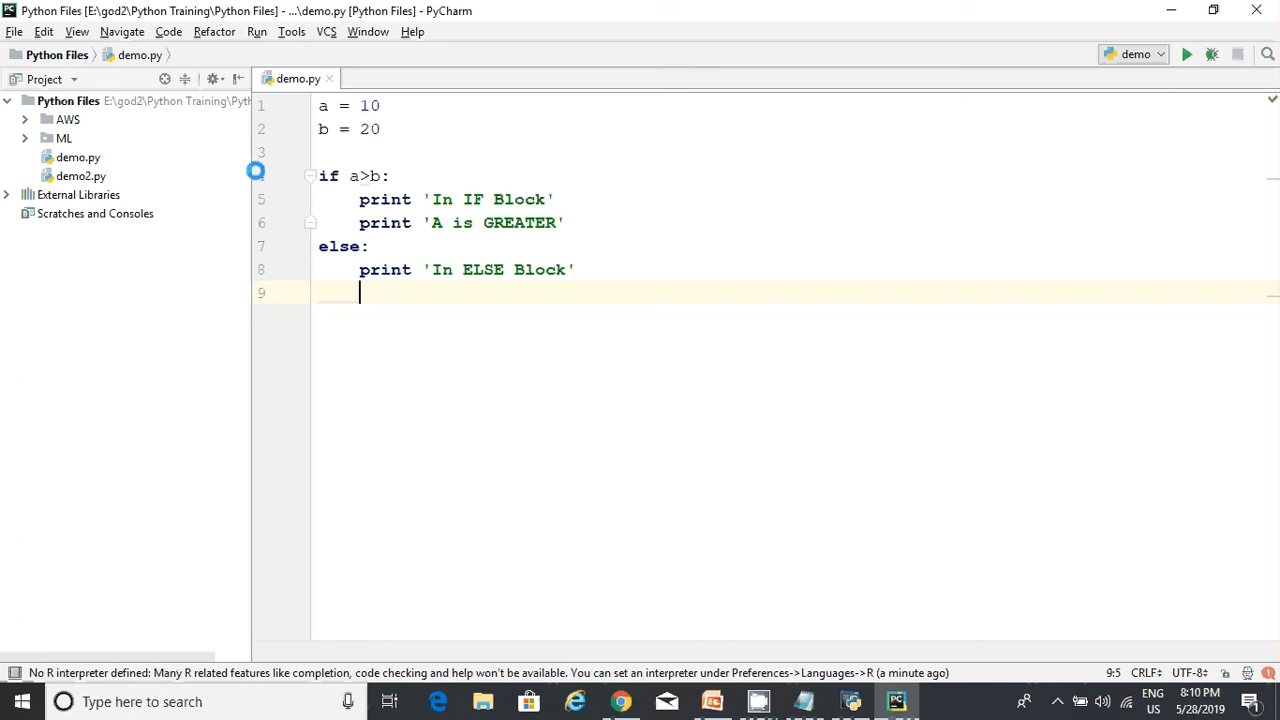 Python Files [E:\god2\Python Training\Python Files] - ...\demo.py [Python Files] - PyCharm
File Edit View Navigate Code Refactor Run Tools VCS Window Help
Python Files demo.py demo
Project demo.py
Python Files E:\god2\Python Training\Pyth
AWS
ML
demo.py
demo2.py
External Libraries
Scratches and Consoles
1 a = 10
2 b = 20
3
if a>b:
5 print 'In IF Block'
6 print 'A is GREATER'
7 else:
8 print 'In ELSE Block'
9
No R interpreter defined: Many R related features like completion, code checking and help won't be available. You can set an interpreter under Preferences->Languages->R (a minute ago) 9:5 CRLF UTF-8 1
Type here to search
ENG 8:10 PM
US 5/28/2019 1